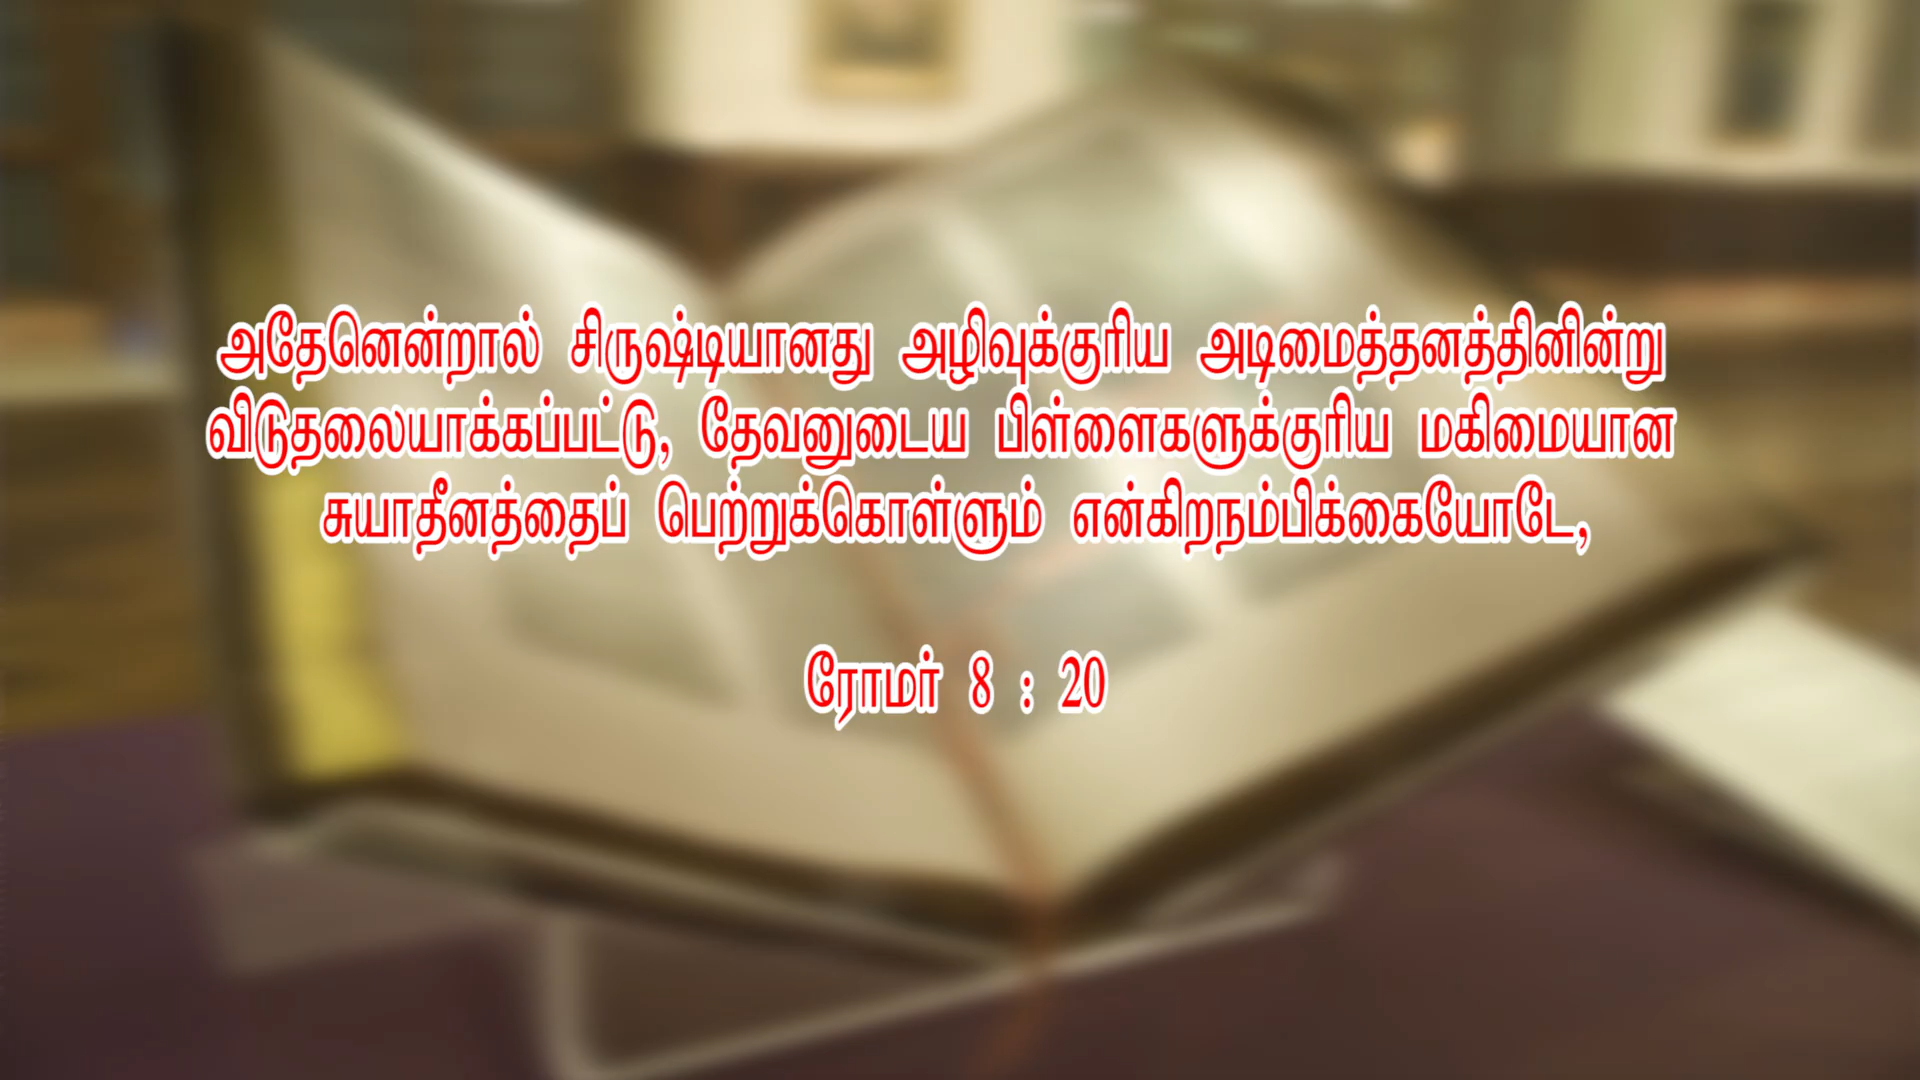 அதேனென்றால் சிருஷ்டியானது அழிவுக்குரிய அடிமைத்தனத்தினின்று
விடுதலையாக்கப்பட்டு, தேவனுடைய பிள்ளைகளுக்குரிய மகிமையான
சுயாதீனத்தைப் பெற்றுக்கொள்ளும் என்கிறநம்பிக்கையோடே,
ரோமர் 8 : 20